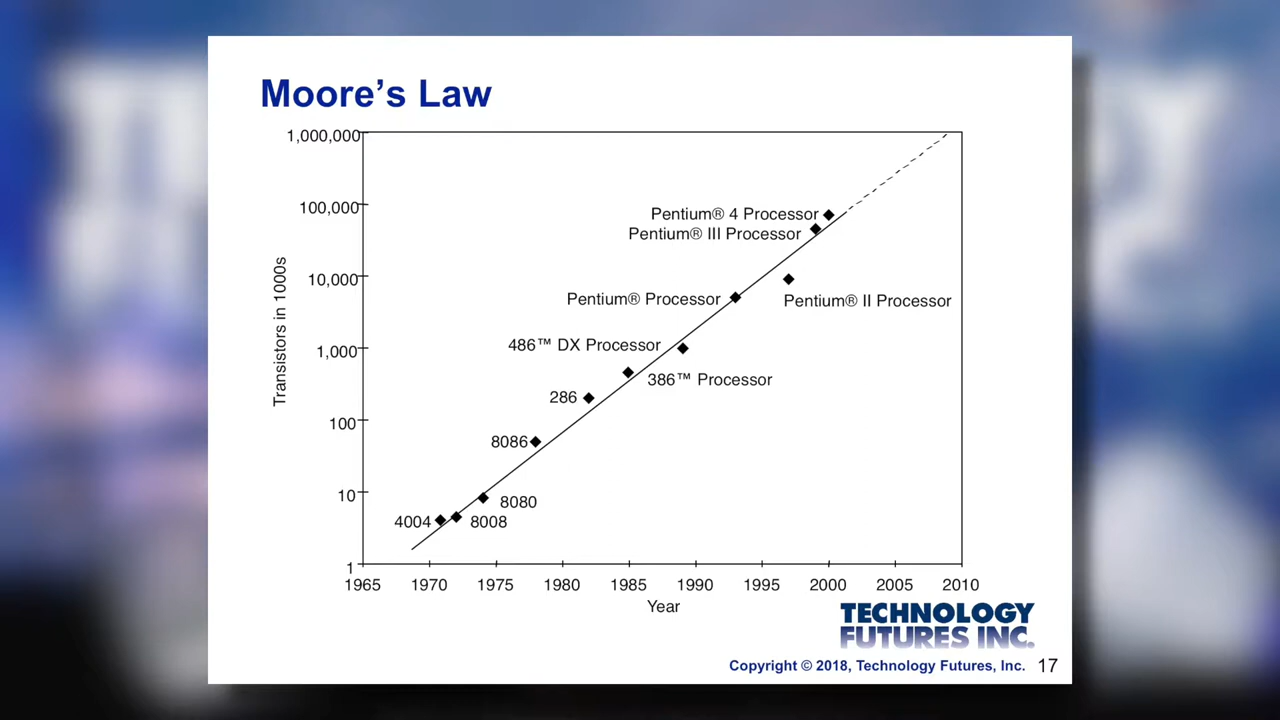 Moore's Law
1,000,000
100,000
10,000
1,000
100
10
1
Transistors in 1000s
Pentium® 4 Processor
Pentium® III Processor
Pentium® Processor
Pentium® II Processor
486™ DX Processor
386™ Processor
286
8086
8080
4004
8008
1965 1970 1975 1980 1985 1990 1995 2000 2005 2010
Year
TECHNOLOGY
FUTURES INC.
Copyright © 2018, Technology Futures, Inc. 17